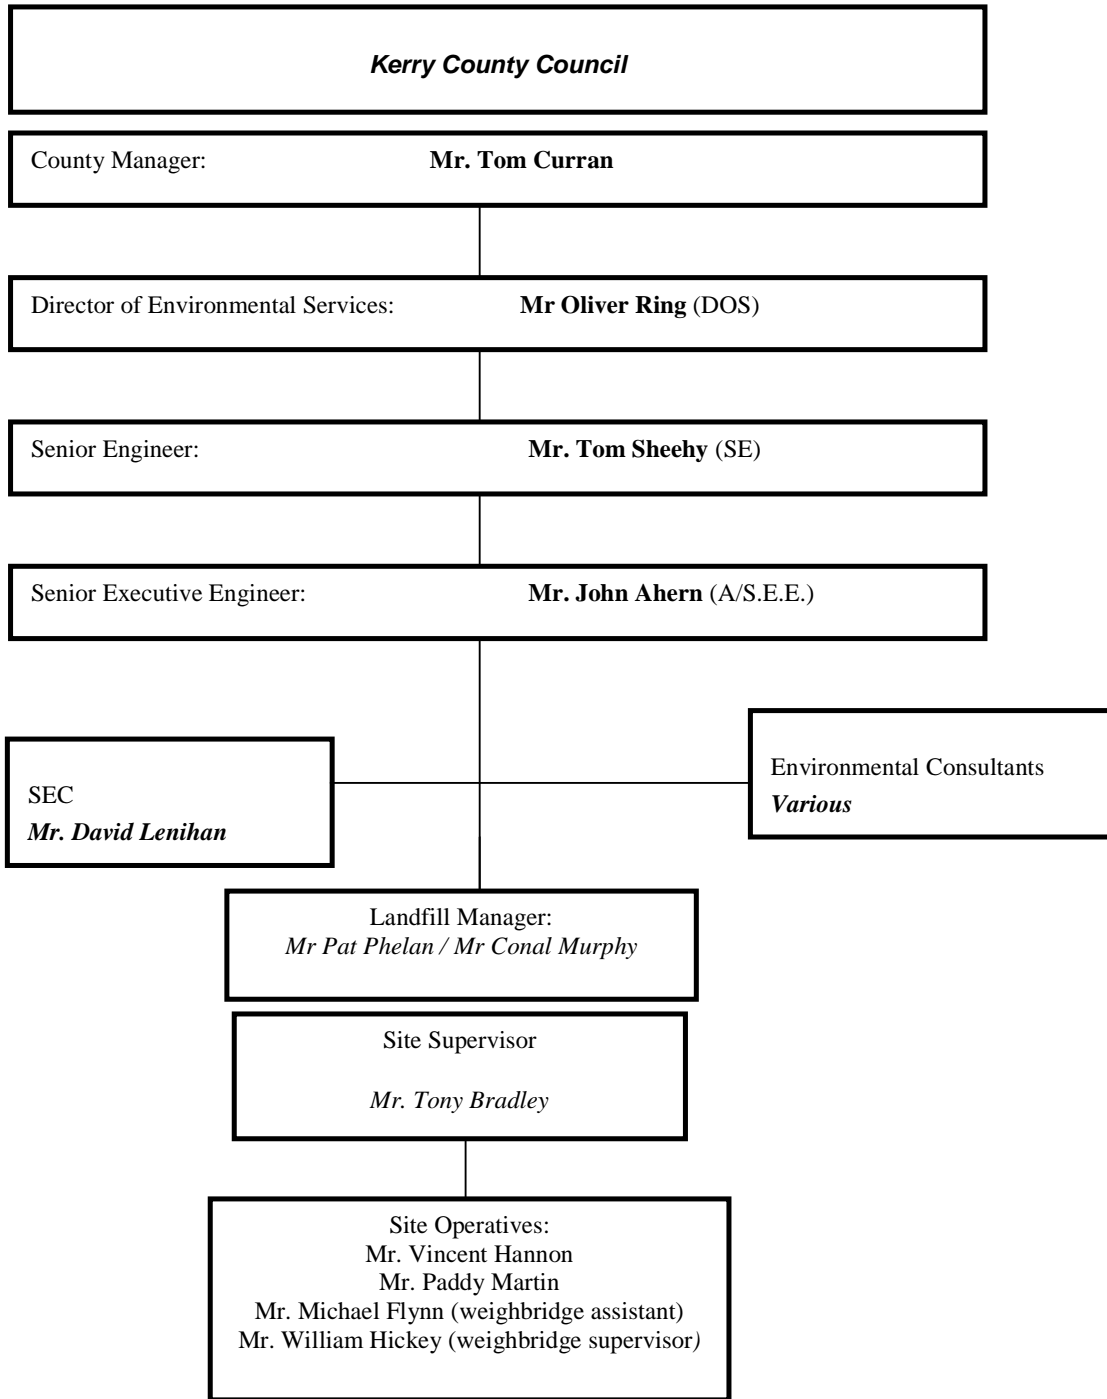 Kerry County Council
County Manager: Mr. Tom Curran
Director of Environmental Services: Mr Oliver Ring (DOS)
Senior Engineer: Mr. Tom Sheehy (SE)
Senior Executive Engineer: Mr. John Ahern (A/S.E.E.)
SEC
Mr. David Lenihan
Environmental Consultants
Various
Landfill Manager:
Mr Pat Phelan / Mr Conal Murphy
Site Supervisor
Mr. Tony Bradley
Site Operatives:
Mr. Vincent Hannon
Mr. Paddy Martin
Mr. Michael Flynn (weighbridge assistant)
Mr. William Hickey (weighbridge supervisor)